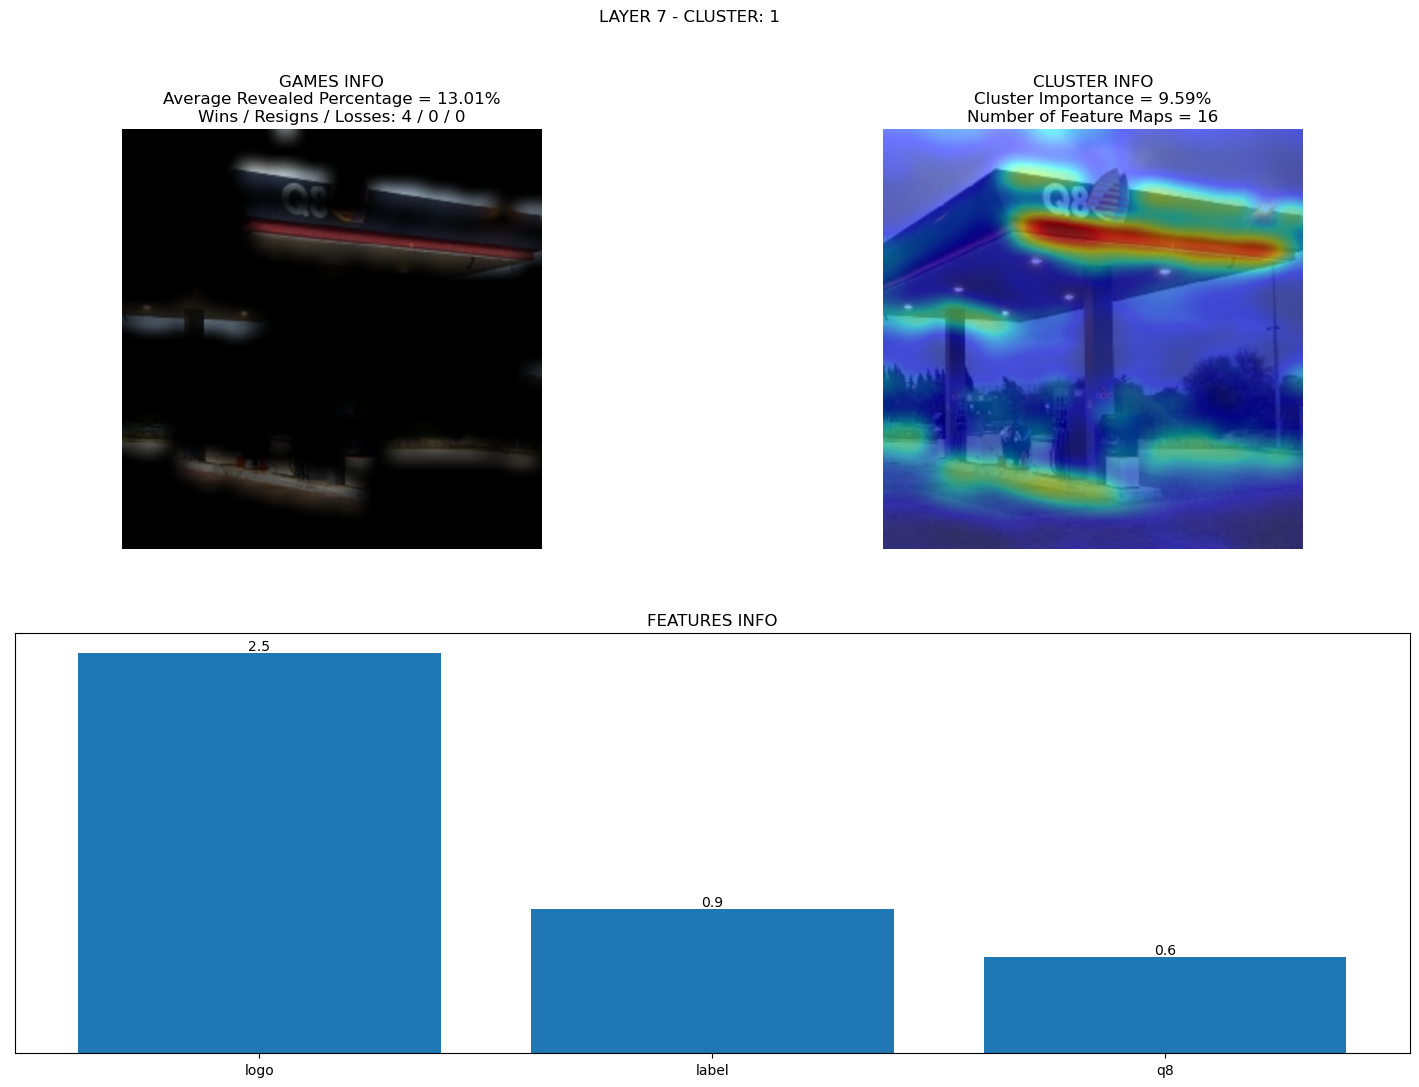 LAYER 7 - CLUSTER: 1
GAMES INFO
Average Revealed Percentage = 13.01%
Wins / Resigns / Losses: 4 / 0 / 0
Q8
CLUSTER INFO
Cluster Importance = 9.59%
Number of Feature Maps = 16
Q8
FEATURES INFO
2.5
0.9
0.6
logo
label
q8